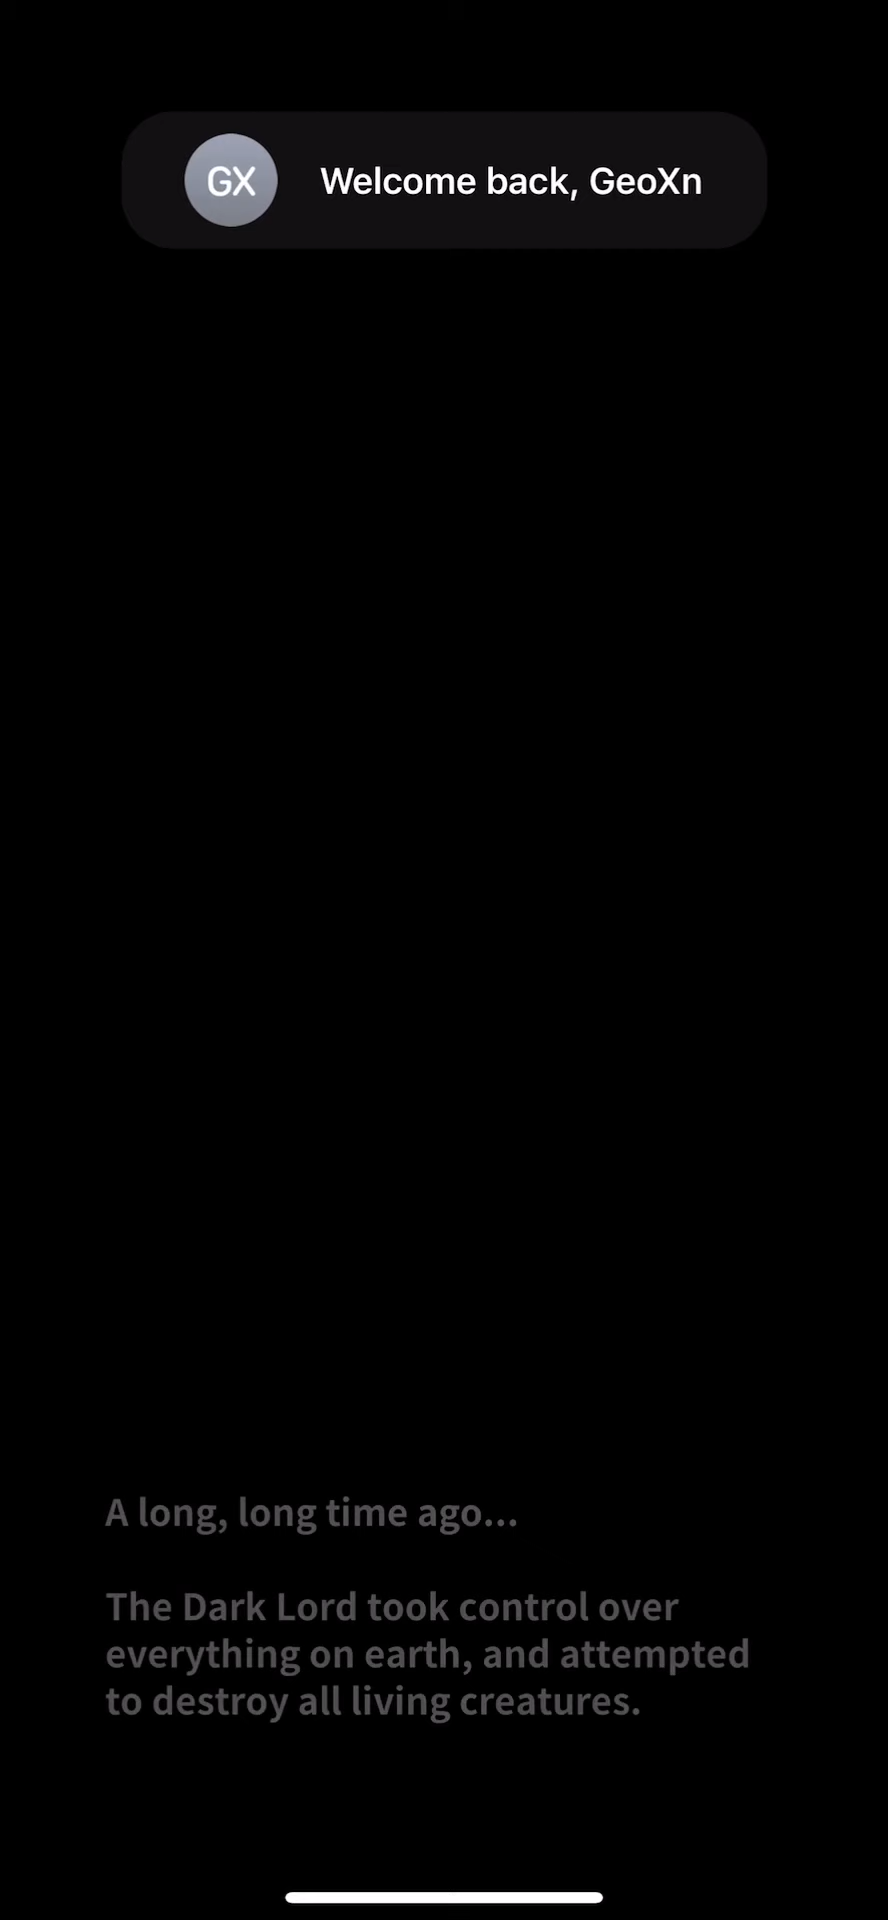 GX
Welcome back, GeoXn
A long, long time ago...
The Dark Lord took control over
everything on earth, and attempted
to destroy all living creatures.